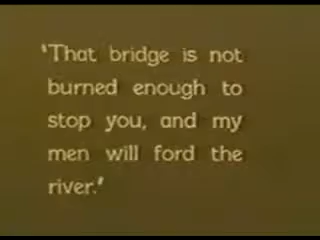 "That bridge is not
burned enough to
stop you, and my
men will ford the
river."